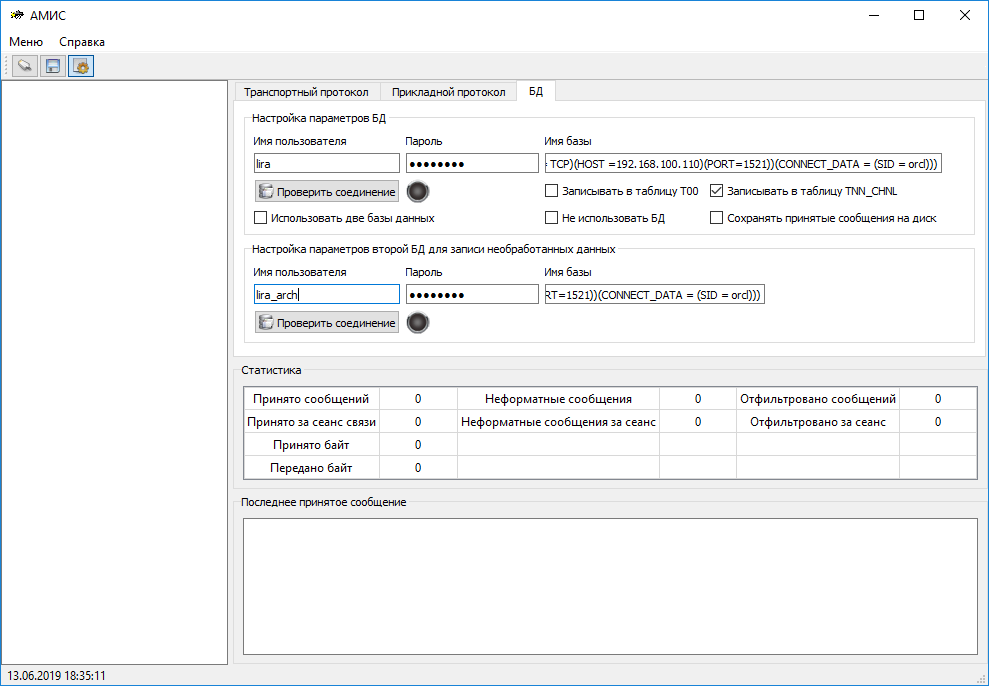 АМИС
Меню Справка
Транспортный протокол Прикладной протокол БД
Настройка параметров БД
Имя пользователя Пароль Имя базы
lira ●●●●●●●● = TCP)(HOST =192.168.100.110)(PORT=1521))(CONNECT_DATA = (SID = orcl)))
Проверить соединение Записывать в таблицу T00 Записывать в таблицу TNN_CHNL
Использовать две базы данных Не использовать БД Сохранять принятые сообщения на диск
Настройка параметров второй БД для записи необработанных данных
Имя пользователя Пароль Имя базы
lira_arch ●●●●●●●● RT=1521))(CONNECT_DATA = (SID = orcl)))
Проверить соединение
Статистика
Принято сообщений 0 Неформатные сообщения 0 Отфильтровано сообщений 0
Принято за сеанс связи 0 Неформатные сообщения за сеанс 0 Отфильтровано за сеанс 0
Принято байт 0
Передано байт 0
Последнее принятое сообщение
13.06.2019 18:35:11